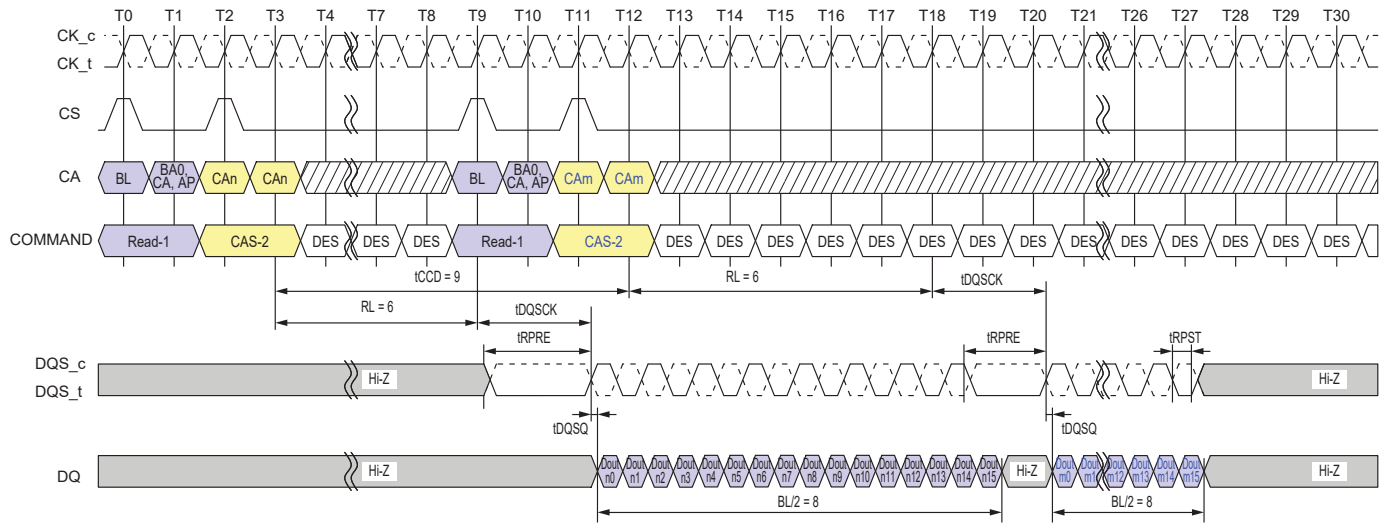 T0 T1 T2 T3 T4 T7 T8 T9 T10 T11 T12 T13 T14 T15 T16 T17 T18 T19 T20 T21 T26 T27 T28 T29 T30
CK_c
CK_t
CS
CA BL BA0, CA, AP CAn CAn BL BA0, CA, AP CAm CAm
COMMAND Read-1 CAS-2 DES DES DES Read-1 CAS-2 DES DES DES DES DES DES DES DES DES DES DES DES DES DES
tCCD = 9 RL = 6 tDQSCK
RL = 6 tDQSCK
tRPRE tRPRE tRPST
DQS_c
DQS_t Hi-Z Hi-Z
tDQSQ tDQSQ
DQ Hi-Z Dout n0 Dout n1 Dout n2 Dout n3 Dout n4 Dout n5 Dout n6 Dout n7 Dout n8 Dout n9 Dout n10 Dout n11 Dout n12 Dout n13 Dout n14 Dout n15 Hi-Z Dout m0 Dout m1 Dout m12 Dout m13 Dout m14 Dout m15 Hi-Z
BL/2 = 8 BL/2 = 8